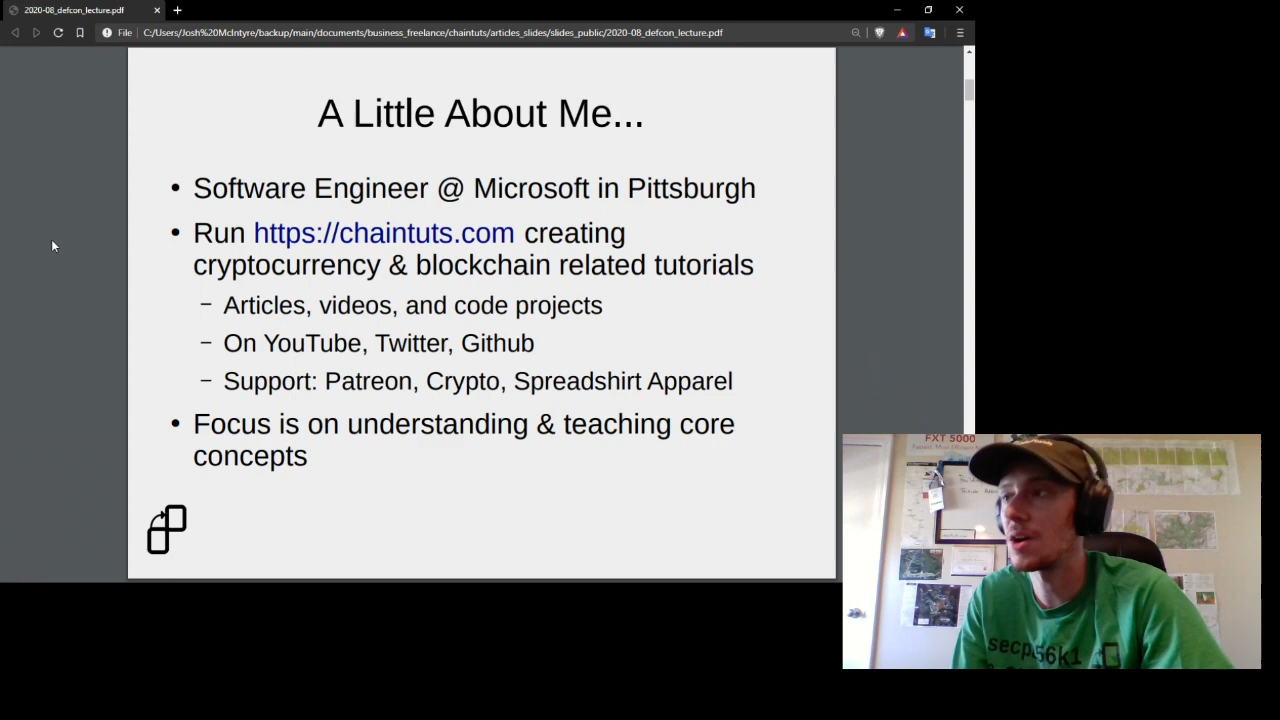 2020-08_defcon_lecture.pdf
File
C:/Users/Josh%20McIntyre/backup/main/documents/business_freelance/chaintuts/articles_slides/slides_public/2020-08_defcon_lecture.pdf
A Little About Me...
• Software Engineer @ Microsoft in Pittsburgh
• Run https://chaintuts.com creating
cryptocurrency & blockchain related tutorials
– Articles, videos, and code projects
– On YouTube, Twitter, Github
– Support: Patreon, Crypto, Spreadshirt Apparel
• Focus is on understanding & teaching core
concepts
FXT 5000